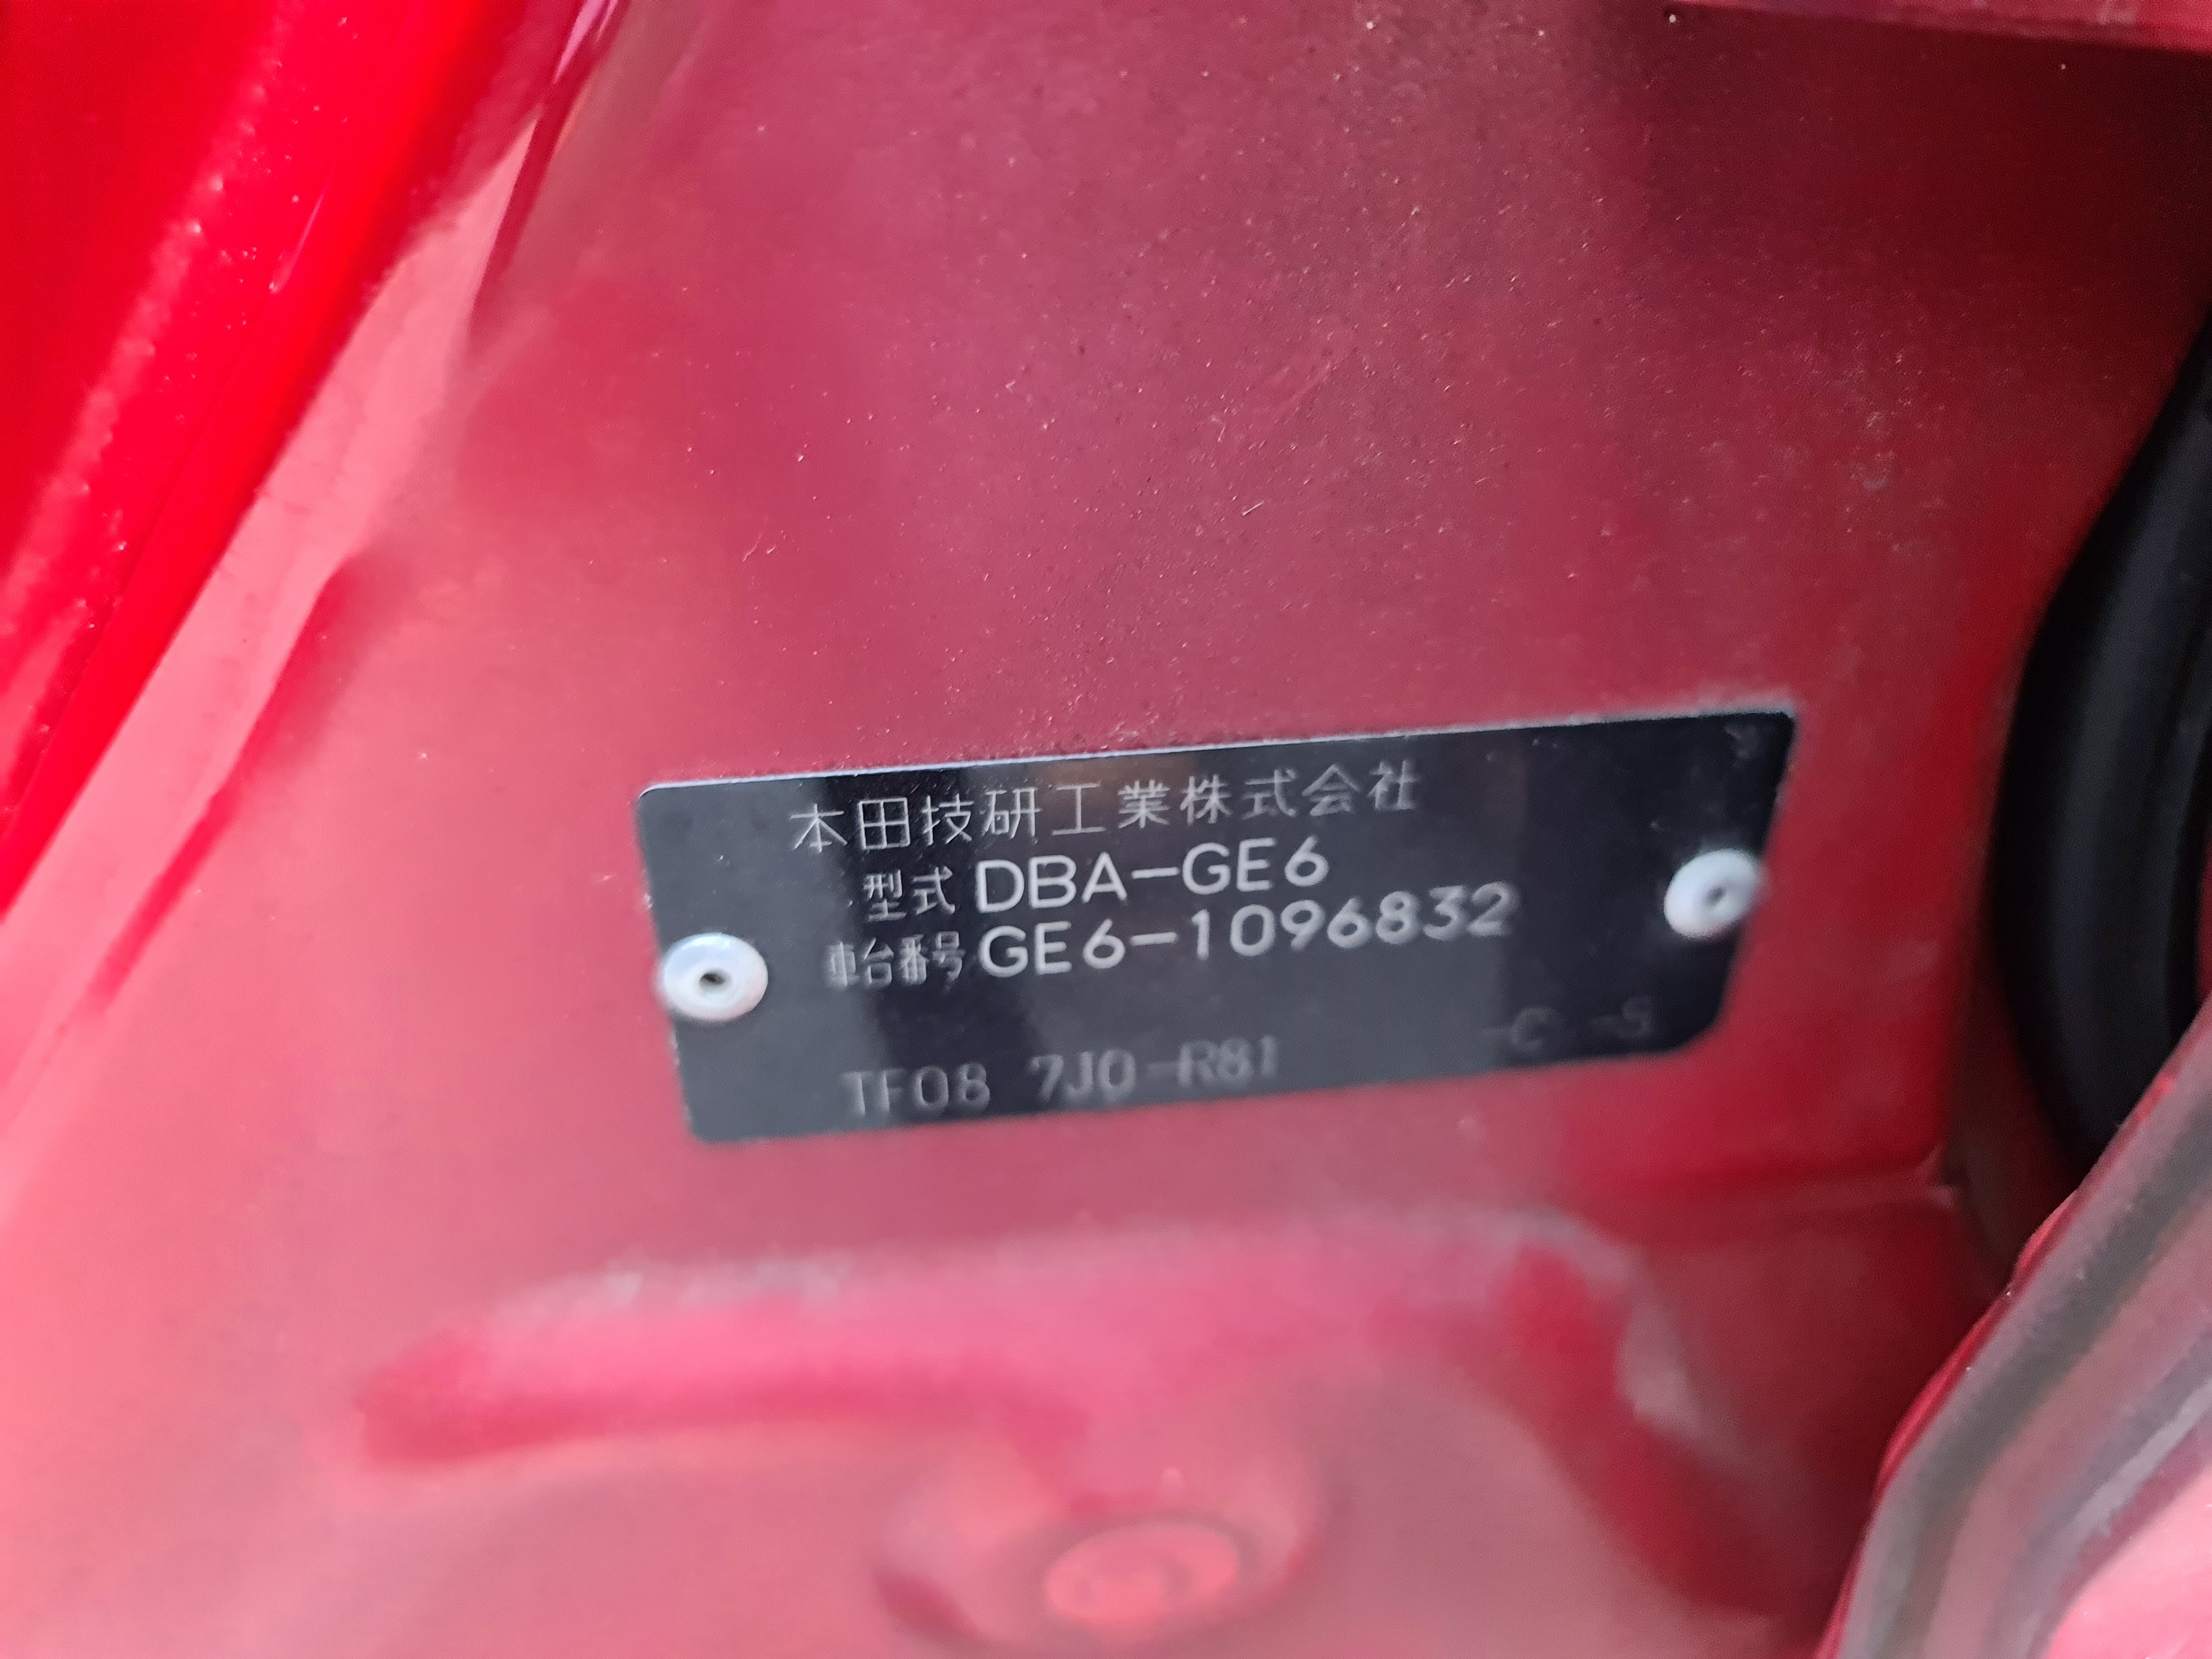 本田技研工業株式会社
型式 DBA-GE6
車台番号 GE6-1096832
-C -S
TF08 7J0-R81